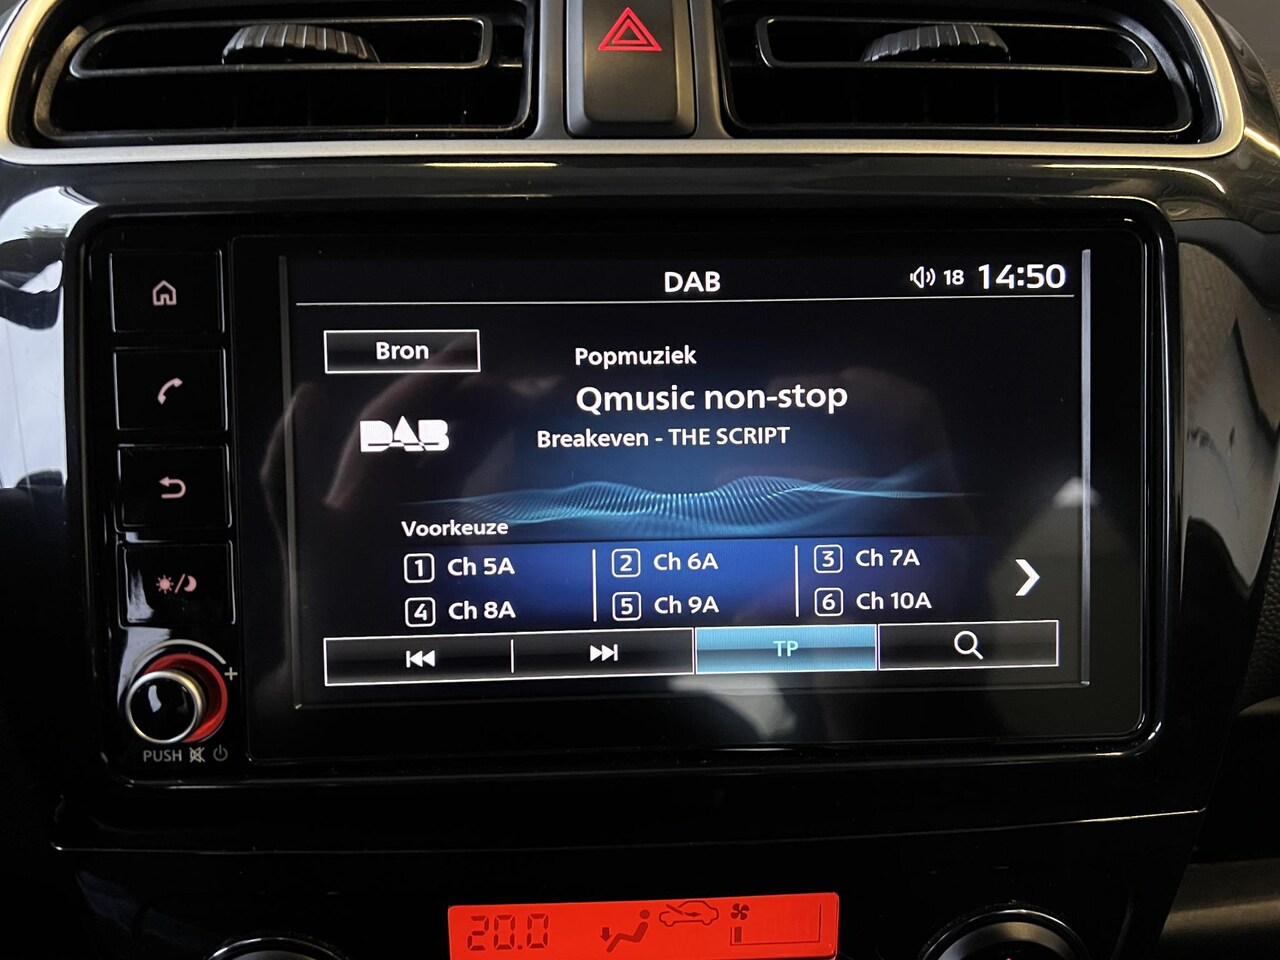 DAB 18 14:50
Bron
Popmuziek
Qmusic non-stop
DAB
Breakeven - THE SCRIPT
Voorkeuze
1 Ch 5A 2 Ch 6A 3 Ch 7A
4 Ch 8A 5 Ch 9A 6 Ch 10A
TP
+
PUSH
20.0